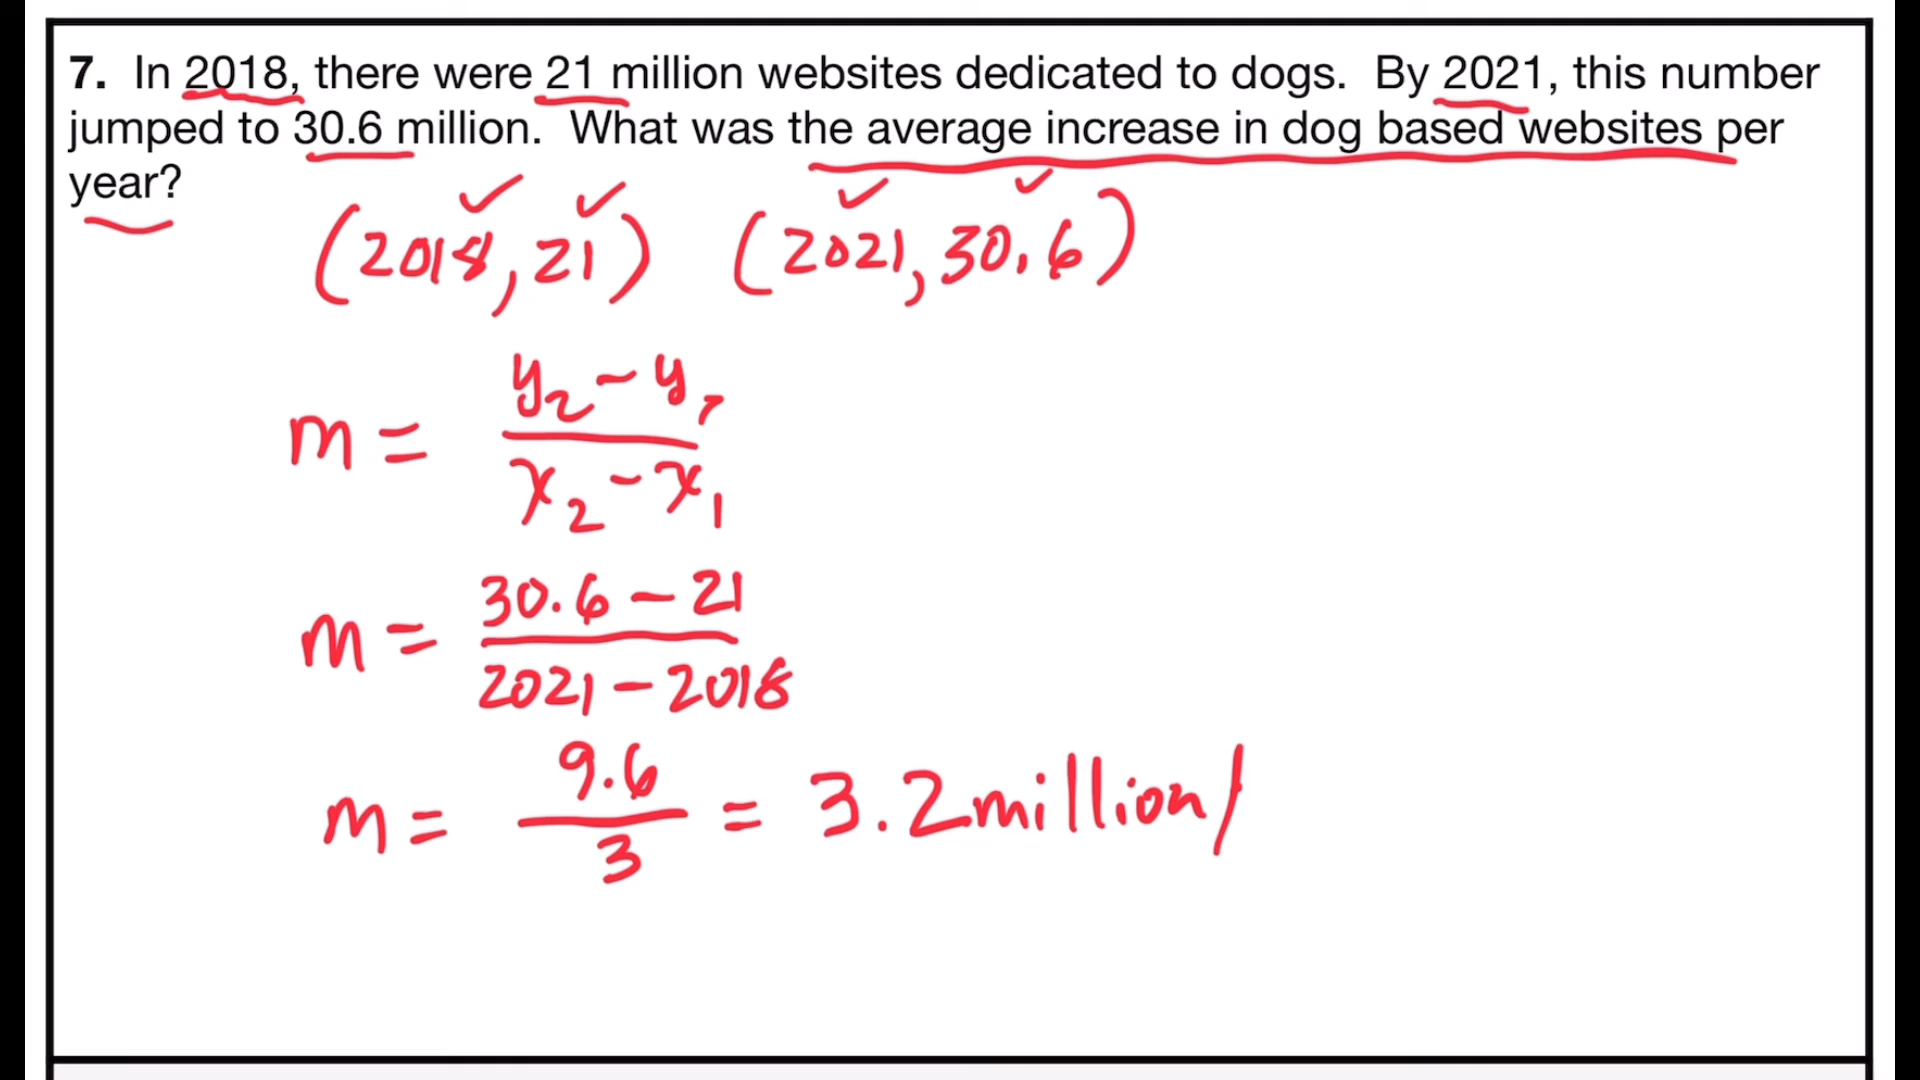 7. In 2018, there were 21 million websites dedicated to dogs. By 2021, this number
jumped to 30.6 million. What was the average increase in dog based websites per
year?
(2018, 21) (2021, 30.6)
m = y₂ - y₁ / x₂ - x₁
m = 30.6 - 21 / 2021 - 2018
m = 9.6 / 3 = 3.2 million /